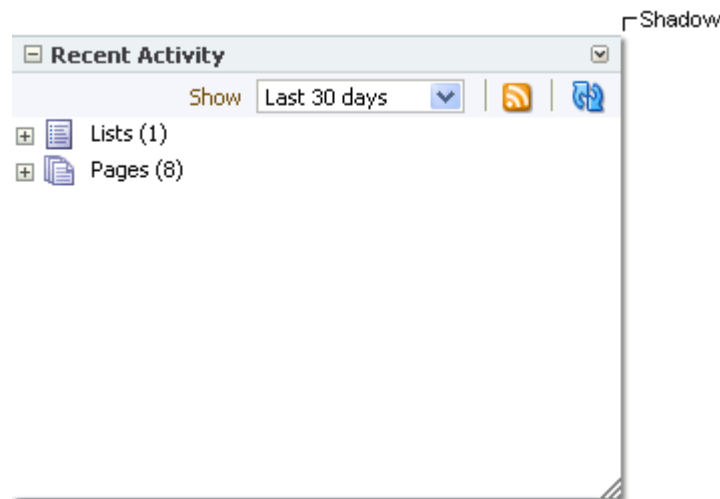 Shadow
Recent Activity
Show Last 30 days
Lists (1)
Pages (8)